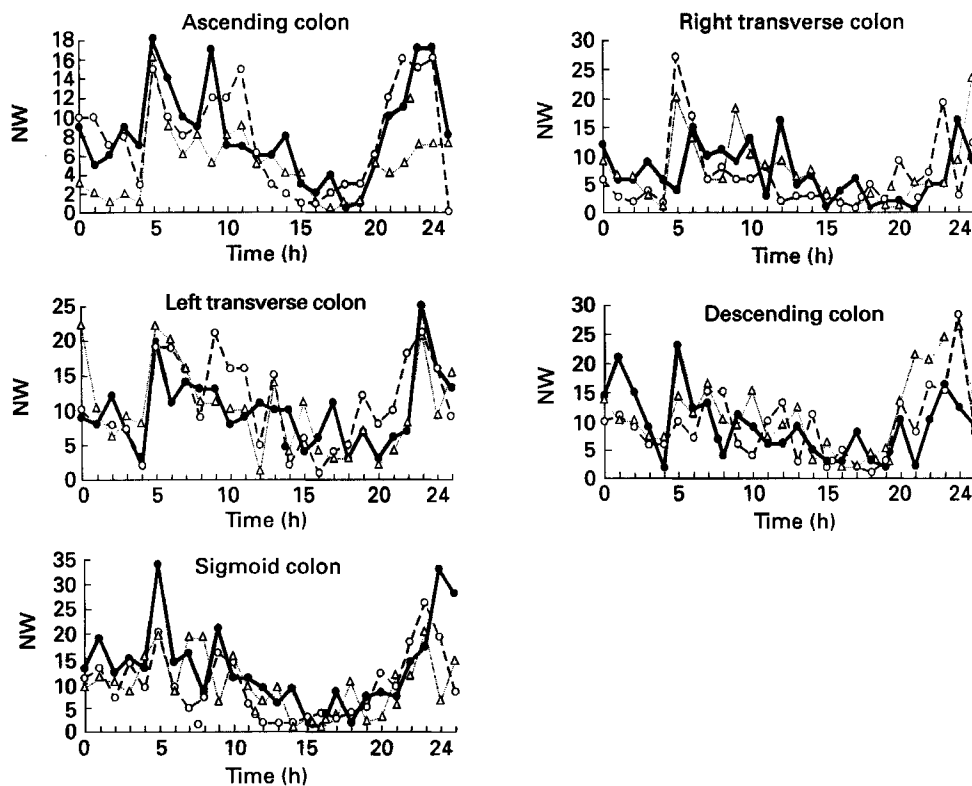 Ascending colon
18
16
14
12
10
8
6
4
2
0
NW
0 5 10 15 20 24
Time (h)
Right transverse colon
30
25
20
15
10
5
0
NW
0 5 10 15 20 24
Time (h)
Left transverse colon
25
20
15
10
5
0
NW
0 5 10 15 20 24
Time (h)
Descending colon
30
25
20
15
10
5
0
NW
0 5 10 15 20 24
Time (h)
Sigmoid colon
35
30
25
20
15
10
5
0
NW
0 5 10 15 20 24
Time (h)